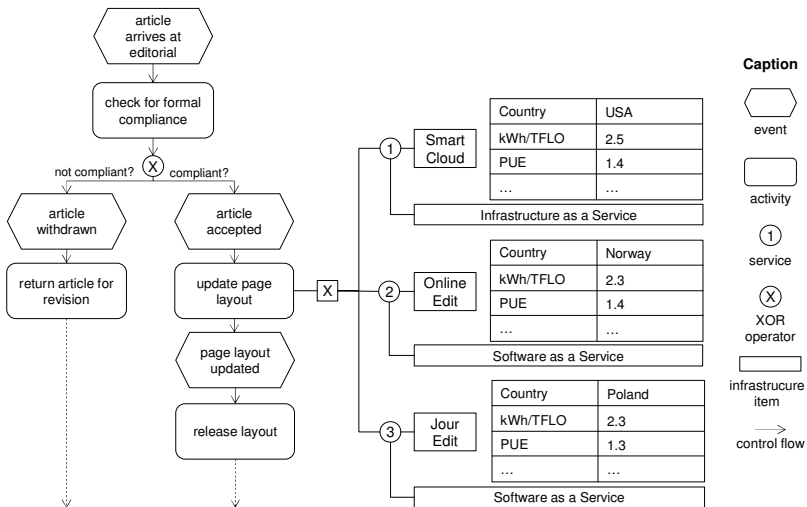 article
arrives at
editorial
check for formal
compliance
X
not compliant?
compliant?
article
withdrawn
article
accepted
return article for
revision
update page
layout
page layout
updated
release layout
X
1
Smart
Cloud
Country USA
kWh/TFLO 2.5
PUE 1.4
... ...
Infrastructure as a Service
2
Online
Edit
Country Norway
kWh/TFLO 2.3
PUE 1.4
... ...
Software as a Service
3
Jour
Edit
Country Poland
kWh/TFLO 2.3
PUE 1.3
... ...
Software as a Service
Caption
event
activity
1
service
X
XOR
operator
infrastrucure
item
control flow